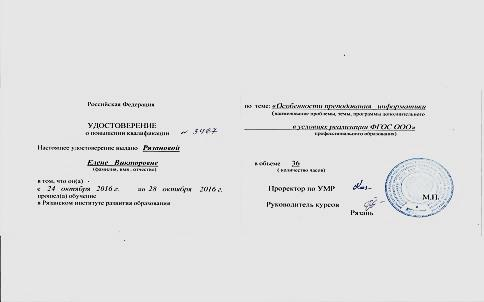 Российская Федерация
УДОСТОВЕРЕНИЕ
о повышении квалификации № 3467
Настоящее удостоверение выдано Рязановой
Елене Викторовне
(фамилия, имя, отчество)
в том, что он(а) -
с 24 октября 2016 г. по 28 октября 2016 г.
прошел(а) обучение
в Рязанском институте развития образования
по теме: «Особенности преподавания информатики
(наименование проблемы, темы, программы дополнительного
в условиях реализации ФГОС ООО»
профессионального образования)
в объеме 36
(количество часов)
Проректор по УМР
Руководитель курсов
М.П.
Рязань